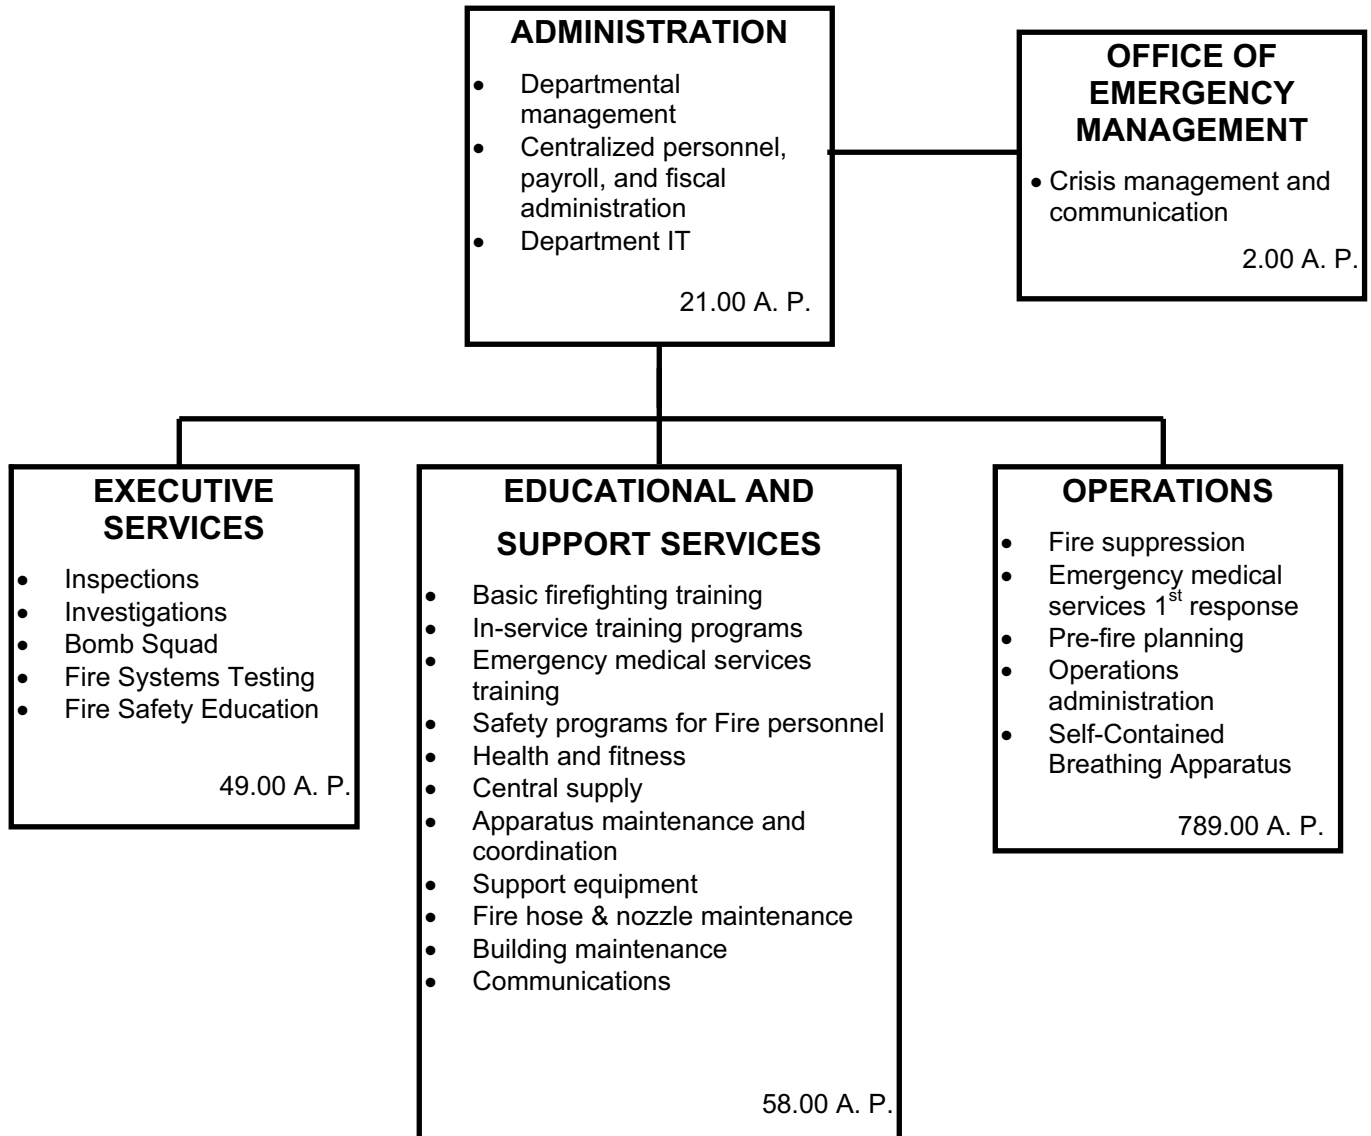 ADMINISTRATION
• Departmental
management
• Centralized personnel,
payroll, and fiscal
administration
• Department IT
21.00 A. P.
OFFICE OF
EMERGENCY
MANAGEMENT
• Crisis management and
communication
2.00 A. P.
EXECUTIVE
SERVICES
• Inspections
• Investigations
• Bomb Squad
• Fire Systems Testing
• Fire Safety Education
49.00 A. P.
EDUCATIONAL AND
SUPPORT SERVICES
• Basic firefighting training
• In-service training programs
• Emergency medical services
training
• Safety programs for Fire personnel
• Health and fitness
• Central supply
• Apparatus maintenance and
coordination
• Support equipment
• Fire hose & nozzle maintenance
• Building maintenance
• Communications
58.00 A. P.
OPERATIONS
• Fire suppression
• Emergency medical
services 1st response
• Pre-fire planning
• Operations
administration
• Self-Contained
Breathing Apparatus
789.00 A. P.